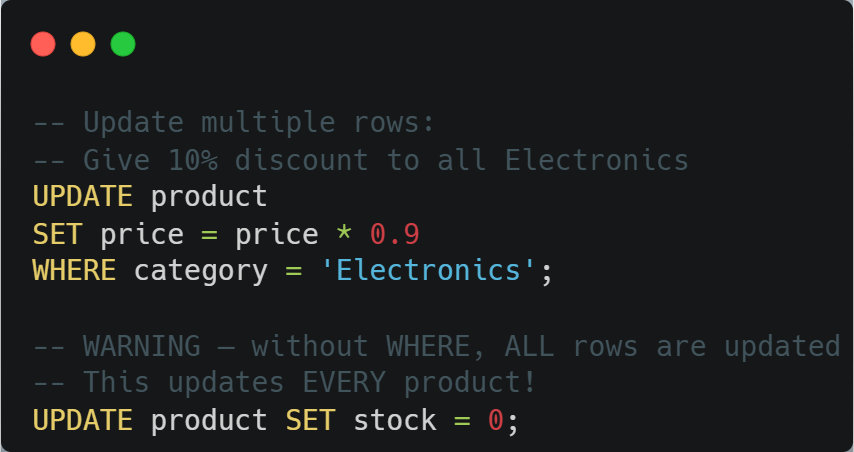 -- Update multiple rows:
-- Give 10% discount to all Electronics
UPDATE product
SET price = price * 0.9
WHERE category = 'Electronics';
-- WARNING — without WHERE, ALL rows are updated
-- This updates EVERY product!
UPDATE product SET stock = 0;